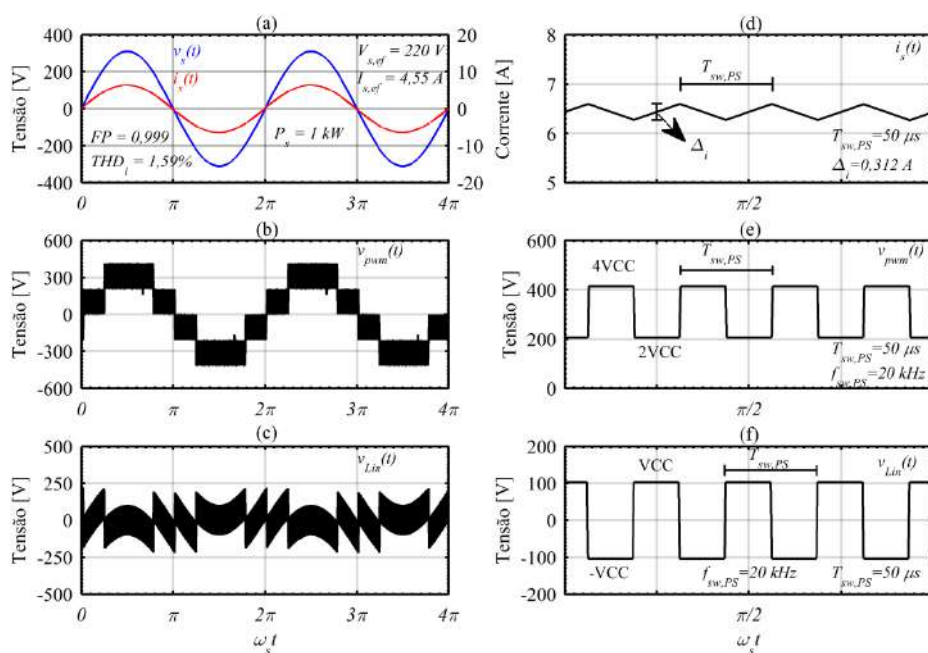 (a)
400
200
0
-200
-400
Tensão [V]
20
10
0
-10
-20
Corrente [A]
v_s(t)
i_s(t)
V_s,ef = 220 V
I_s,ef = 4,55 A
FP = 0,999
THD_i = 1,59%
P_s = 1 kW
0 π 2π 3π 4π
(d)
8
7
6
5
i_s(t)
T_sw,PS
Δ_i
T_sw,PS=50 μs
Δ_i=0,312 A
π/2
(b)
600
300
0
-300
-600
Tensão [V]
v_pwm(t)
0 π 2π 3π 4π
(e)
600
400
200
0
Tensão [V]
v_pwm(t)
T_sw,PS
4VCC
2VCC
T_sw,PS=50 μs
f_sw,PS=20 kHz
π/2
(c)
500
250
0
-250
-500
Tensão [V]
v_Lin(t)
0 π 2π 3π 4π
ω_s t
(f)
200
100
0
-100
-200
Tensão [V]
VCC
T_sw,PS
v_Lin(t)
-VCC
f_sw,PS=20 kHz
T_sw,PS=50 μs
π/2
ω_s t